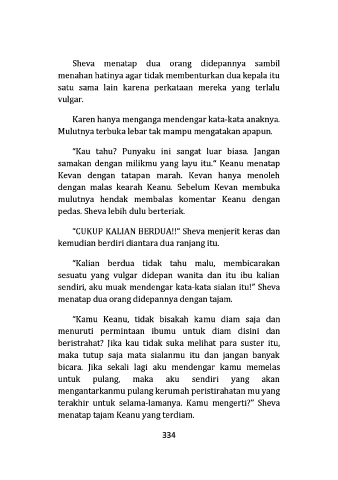 Sheva menatap dua orang didepannya sambil
menahan hatinya agar tidak membenturkan dua kepala itu
satu sama lain karena perkataan mereka yang terlalu
vulgar.
Karen hanya menganga mendengar kata-kata anaknya.
Mulutnya terbuka lebar tak mampu mengatakan apapun.
“Kau tahu? Punyaku ini sangat luar biasa. Jangan
samakan dengan milikmu yang layu itu.” Keanu menatap
Kevan dengan tatapan marah. Kevan hanya menoleh
dengan malas kearah Keanu. Sebelum Kevan membuka
mulutnya hendak membalas komentar Keanu dengan
pedas. Sheva lebih dulu berteriak.
“CUKUP KALIAN BERDUA!!” Sheva menjerit keras dan
kemudian berdiri diantara dua ranjang itu.
“Kalian berdua tidak tahu malu, membicarakan
sesuatu yang vulgar didepan wanita dan itu ibu kalian
sendiri, aku muak mendengar kata-kata sialan itu!” Sheva
menatap dua orang didepannya dengan tajam.
“Kamu Keanu, tidak bisakah kamu diam saja dan
menuruti permintaan ibumu untuk diam disini dan
beristrahat? Jika kau tidak suka melihat para suster itu,
maka tutup saja mata sialanmu itu dan jangan banyak
bicara. Jika sekali lagi aku mendengar kamu memelas
untuk pulang, maka aku sendiri yang akan
mengantarkanmu pulang kerumah peristirahatan mu yang
terakhir untuk selama-lamanya. Kamu mengerti?” Sheva
menatap tajam Keanu yang terdiam.
334